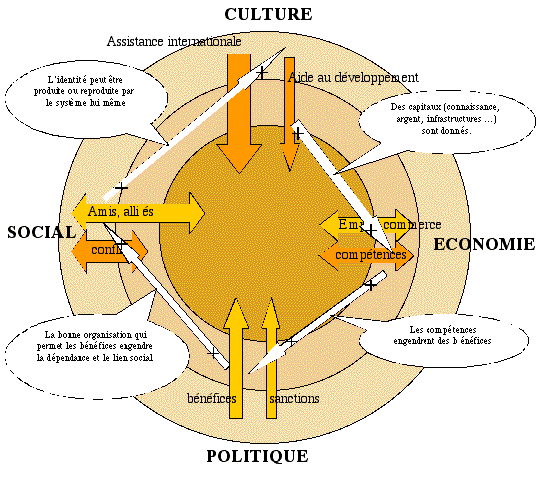 CULTURE
Assistance internationale
Aide au développement
L'identité peut être
produite ou reproduite par
le système lui même
Des capitaux (connaissance,
argent, infrastructures ...)
sont donnés.
Amis, alli és
Em commerce
SOCIAL
ECONOMIE
confl
compétences
La bonne organisation qui
permet les bénéfices engendre
la dépendance et le lien social
Les compétences
engendrent des b énéfices
bénéfices
sanctions
POLITIQUE